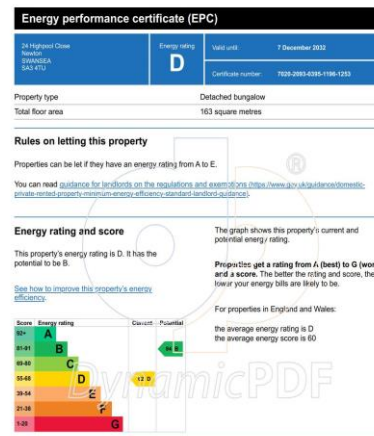 Energy performance certificate (EPC)
24 Highpool Close
Newton
SWANSEA
SA3 4TU
Energy rating
D
Valid until: 7 December 2032
Certificate number:
Property type Detached bungalow
Total floor area 163 square metres
Rules on letting this property
Properties can be let if they have an energy rating from A to E.
You can read guidance for landlords on the regulations and exemptions (https://www.gov.uk/guidance/domestic-
private-rented-property-minimum-energy-efficiency-standard-landlord-guidance).
Energy rating and score
This property's energy rating is D. It has the
potential to be B.
See how to improve this property's energy
efficiency.
The graph shows this property's current and
potential energy rating.
Properties get a rating from A (best) to G (wor
and a score. The better the rating and score, the
lower your energy bills are likely to be.
For properties in England and Wales:
the average energy rating is D
the average energy score is 60
Score Energy rating Current Potential
92+ A
81-91 B
69-80 C
55-68 D
39-54 E
21-38 F
1-20 G
DynamicPDF
®